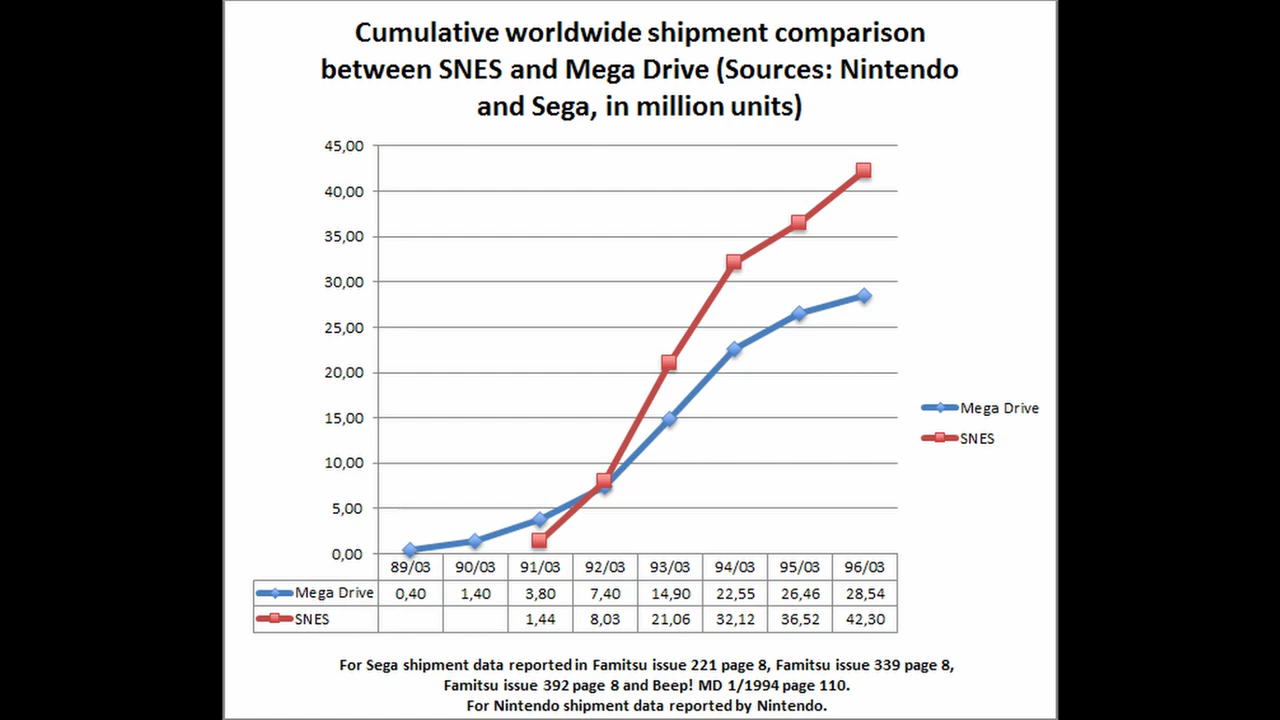 Cumulative worldwide shipment comparison
between SNES and Mega Drive (Sources: Nintendo
and Sega, in million units)
45,00
40,00
35,00
30,00
25,00
20,00
15,00
10,00
5,00
0,00
Mega Drive
SNES
89/03 90/03 91/03 92/03 93/03 94/03 95/03 96/03
Mega Drive 0,40 1,40 3,80 7,40 14,90 22,55 26,46 28,54
SNES 1,44 8,03 21,06 32,12 36,52 42,30
For Sega shipment data reported in Famitsu issue 221 page 8, Famitsu issue 339 page 8,
Famitsu issue 392 page 8 and Beep! MD 1/1994 page 110.
For Nintendo shipment data reported by Nintendo.